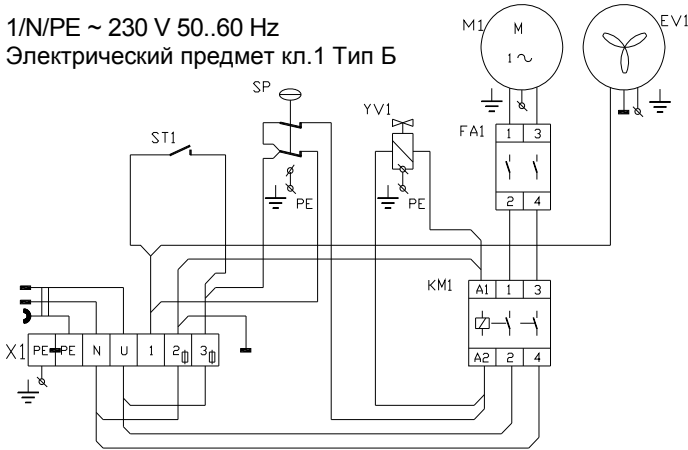 1/N/PE ~ 230 V 50..60 Hz
Электрический предмет кл.1 Тип Б
M1
M
1 ~
EV1
SP
YV1
FA1
1 3
ST1
2 4
PE
PE
KM1
A1 1 3
A2 2 4
X1 PE PE N U 1 2 3